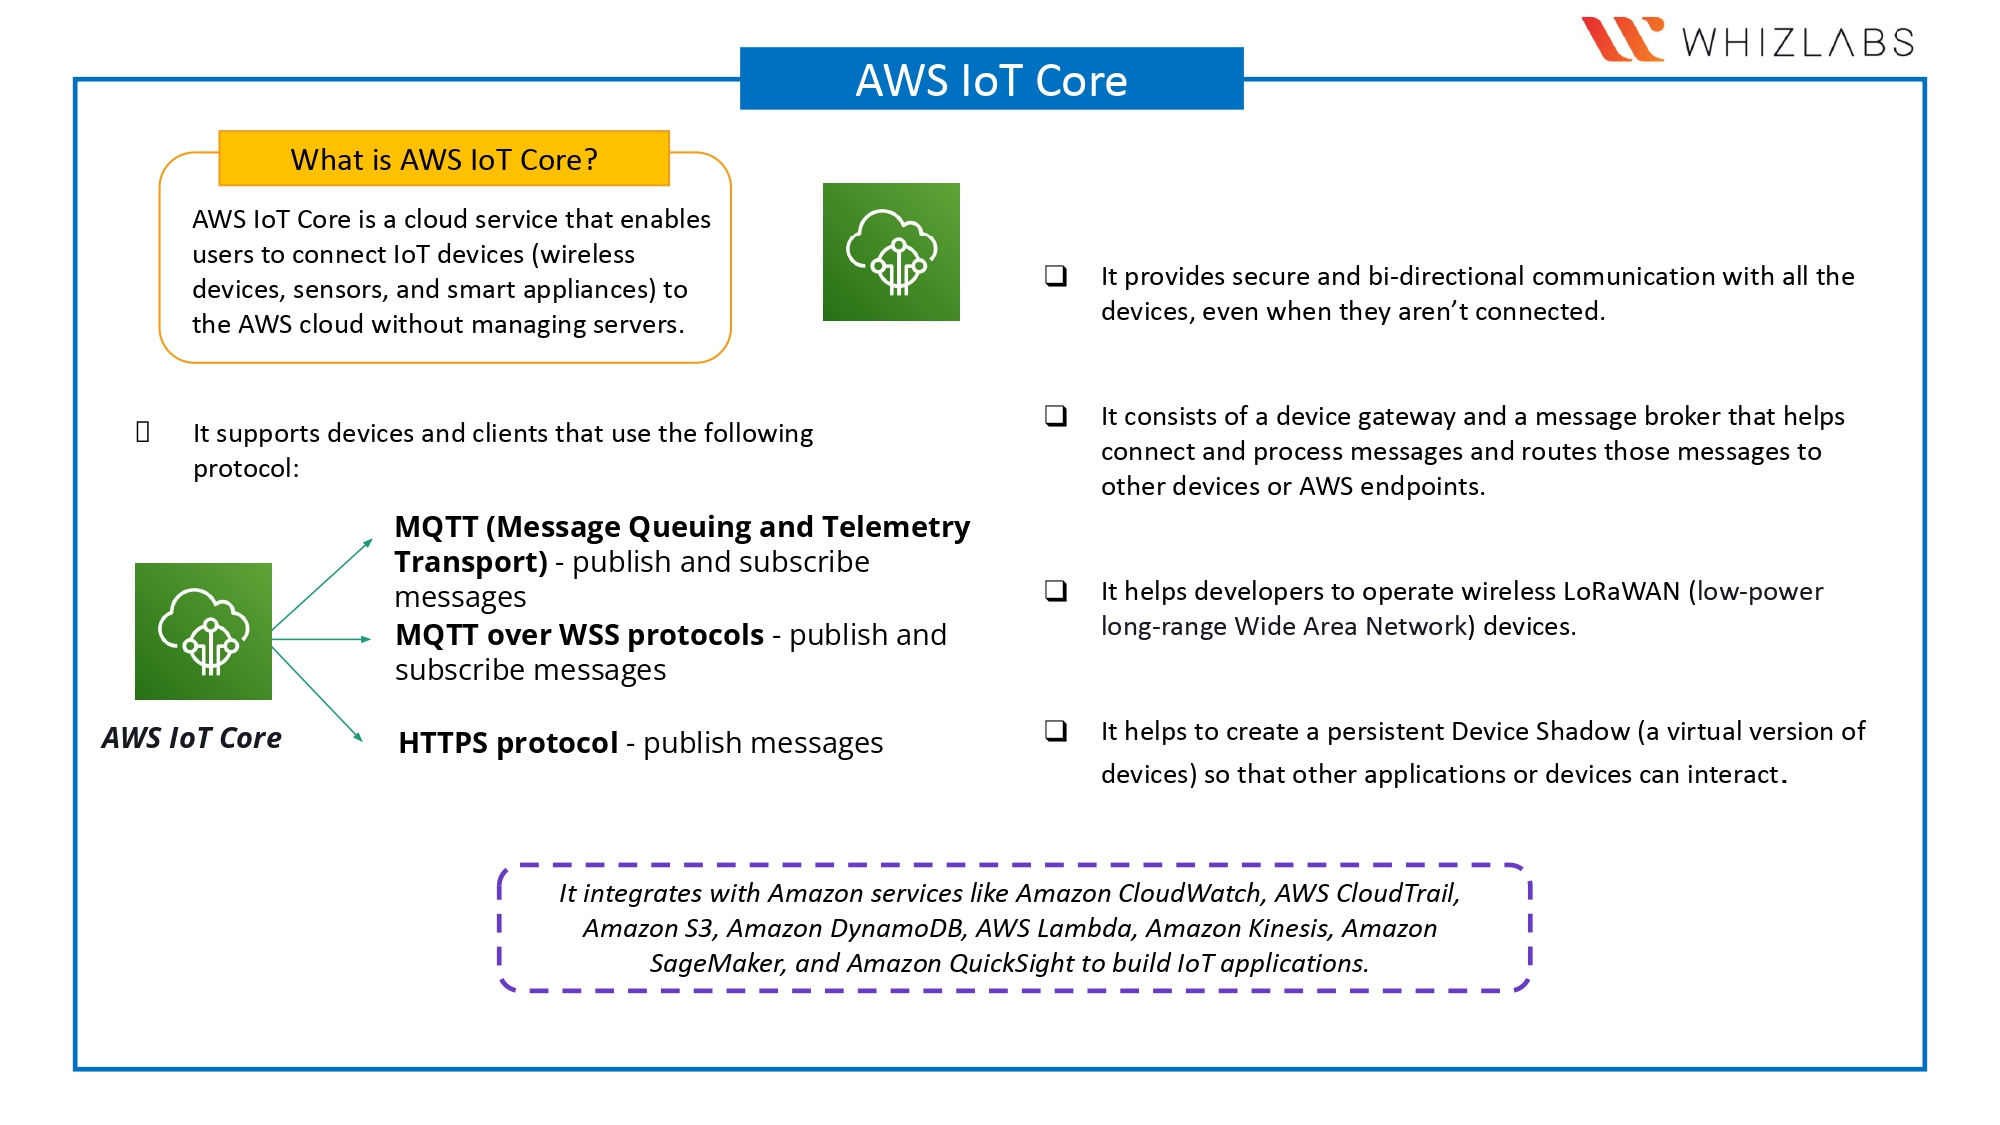 WHIZLABS
AWS IoT Core
What is AWS IoT Core?
AWS IoT Core is a cloud service that enables
users to connect IoT devices (wireless
devices, sensors, and smart appliances) to
the AWS cloud without managing servers.
It supports devices and clients that use the following
protocol:
MQTT (Message Queuing and Telemetry
Transport) - publish and subscribe
messages
MQTT over WSS protocols - publish and
subscribe messages
HTTPS protocol - publish messages
AWS IoT Core
❑ It provides secure and bi-directional communication with all the
devices, even when they aren’t connected.
❑ It consists of a device gateway and a message broker that helps
connect and process messages and routes those messages to
other devices or AWS endpoints.
❑ It helps developers to operate wireless LoRaWAN (low-power
long-range Wide Area Network) devices.
❑ It helps to create a persistent Device Shadow (a virtual version of
devices) so that other applications or devices can interact.
It integrates with Amazon services like Amazon CloudWatch, AWS CloudTrail,
Amazon S3, Amazon DynamoDB, AWS Lambda, Amazon Kinesis, Amazon
SageMaker, and Amazon QuickSight to build IoT applications.